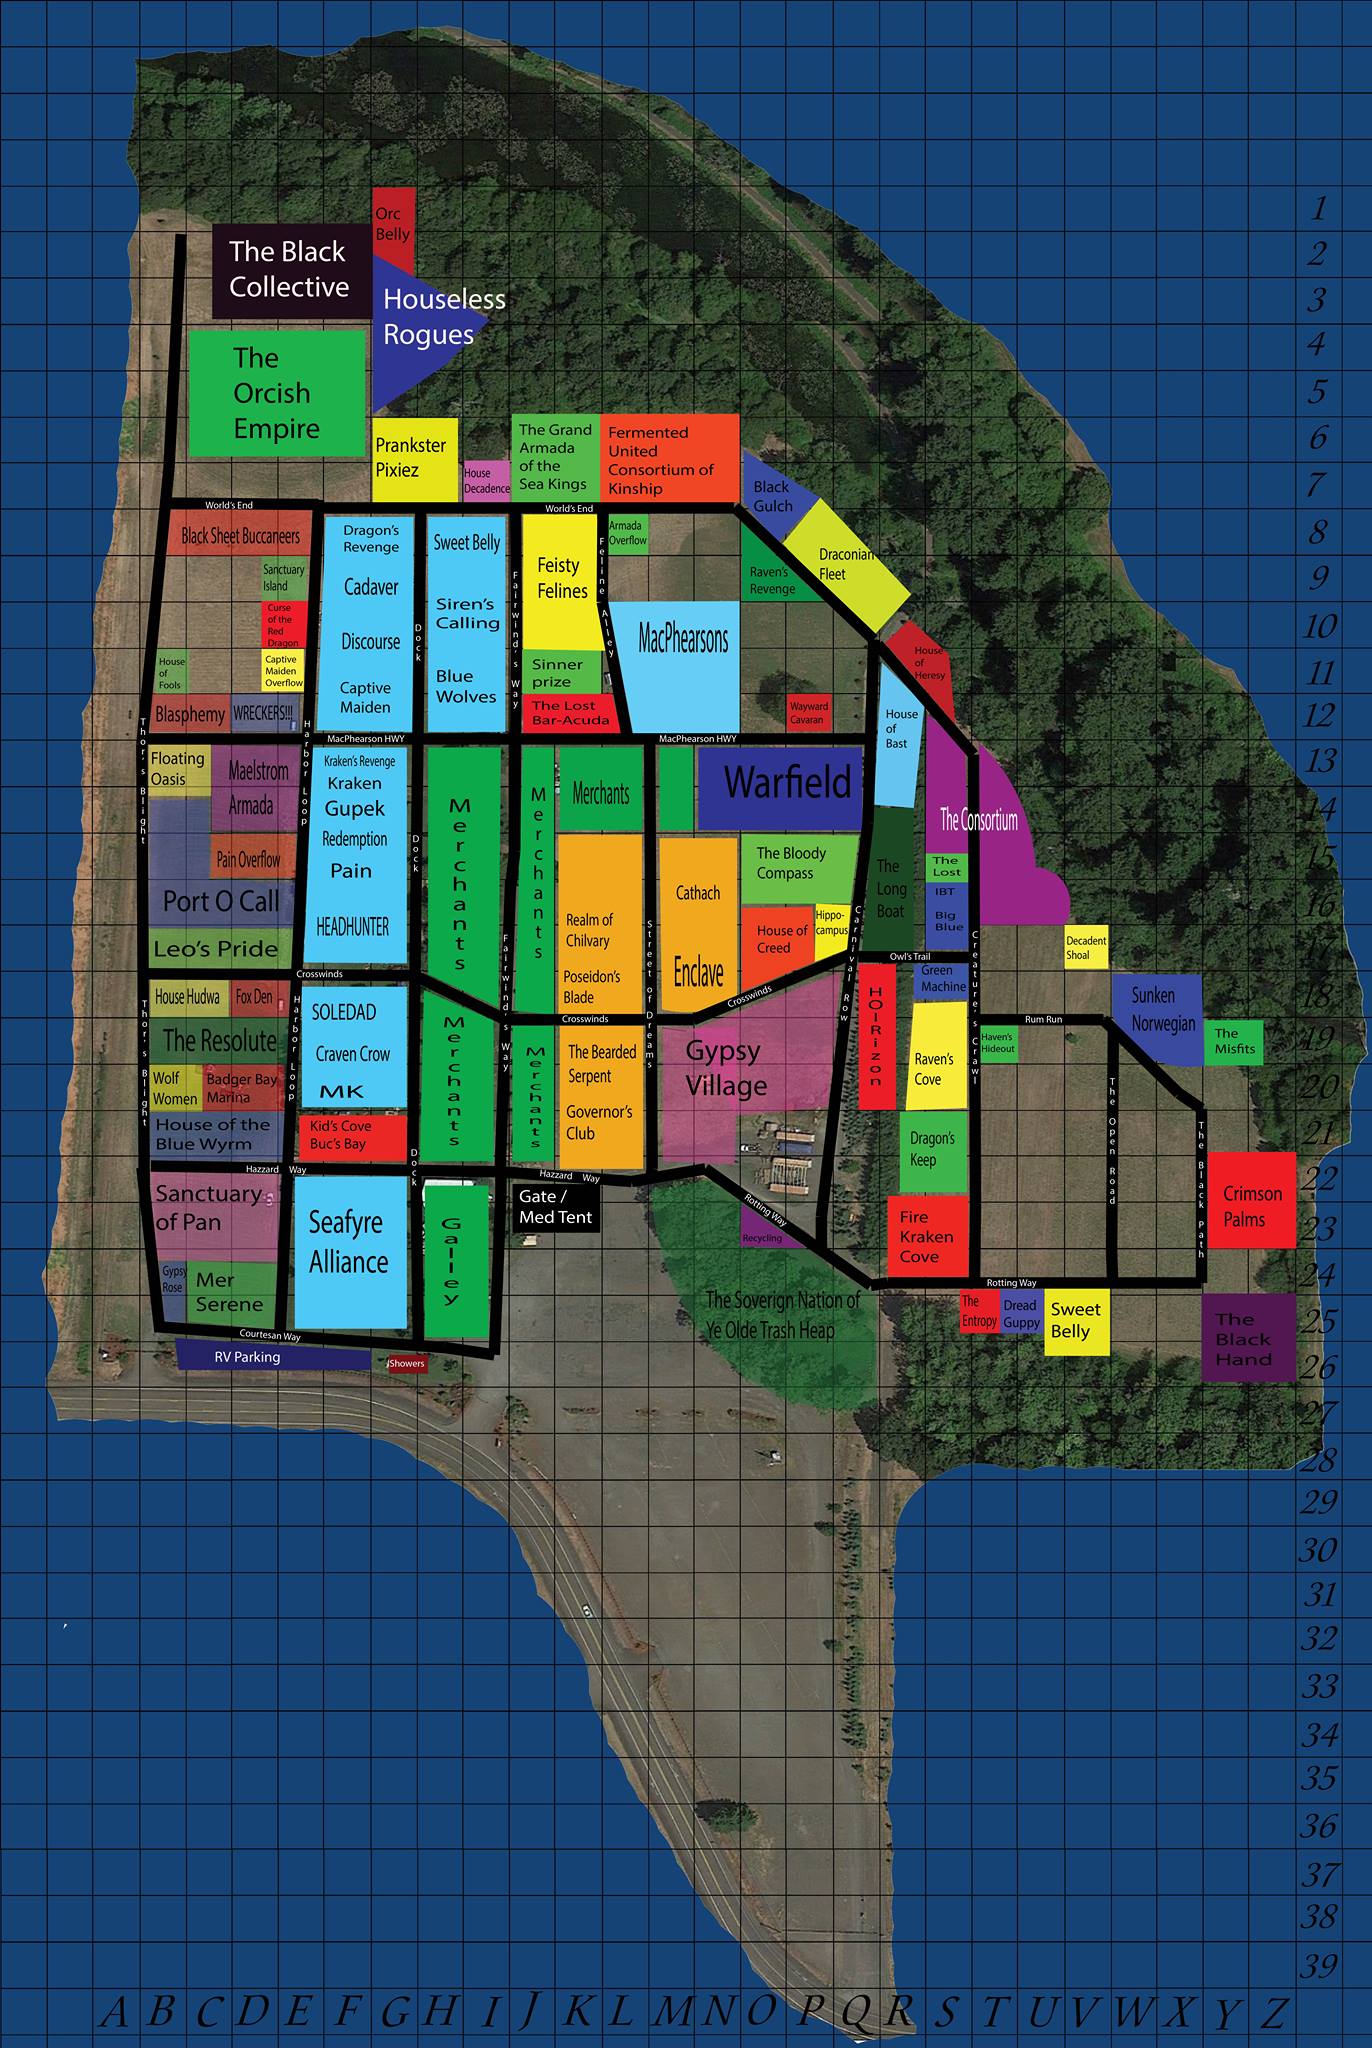 1
Orc
Belly
2
The Black
Collective
3
Houseless
Rogues
4
The
Orcish
Empire
5
6
Prankster
Pixiez
House
Decadence
The Grand
Armada
of the
Sea Kings
Fermented
United
Consortium of
Kinship
7
Black
Gulch
World's End
World's End
8
Black Sheet Buccaneers
Dragon's
Revenge
Cadaver
Discourse
Captive
Maiden
Sweet Belly
Siren's
Calling
Blue
Wolves
Feisty
Felines
Armada
Overflow
Feline Alley
Draconian
Fleet
Raven's
Revenge
9
Sanctuary
Island
Curse
of the
Red
Dragon
Fairwind's Way
Dock
10
MacPhearsons
House
of
Heresy
11
House
of
Fools
Captive
Maiden
Overflow
Sinner
prize
12
Blasphemy
WRECKERS!!!
The Lost
Bar-Acuda
Wayward
Cavaran
House
of
Bast
Thor's Blight
Harbor Loop
MacPhearson HWY
MacPhearson HWY
13
Floating
Oasis
Maelstrom
Armada
Kraken's Revenge
Kraken
Gupek
Redemption
Pain
HEADHUNTER
Merchants
Merchants
Merchants
Warfield
14
The Consortium
Dock
15
Pain Overflow
Cathach
Enclave
The Bloody
Compass
The
Long
Boat
The
Lost
IBT
Big
Blue
16
Port O Call
Realm of
Chilvary
Poseidon's
Blade
House of
Creed
Hippo-
campus
Carnival Row
Street of Dreams
Fairwind's Way
Creature's Crawl
Leo's Pride
Decadent
Shoal
Owl's Trail
Crosswinds
Crosswinds
Crosswinds
18
House Hudwa
Fox Den
SOLEDAD
Craven Crow
MK
HOIRizon
Green
Machine
Sunken
Norwegian
Rum Run
19
The Resolute
Merchants
Merchants
The Bearded
Serpent
Governor's
Club
Gypsy
Village
Raven's
Cove
Haven's
Hideout
The
Misfits
Thor's Blight
Harbor Loop
20
Wolf
Women
Badger Bay
Marina
The Open Road
The Black Path
21
House of the
Blue Wyrm
Kid's Cove
Buc's Bay
Dragon's
Keep
Dock
Hazzard Way
Hazzard Way
22
Sanctuary
of Pan
Seafyre
Alliance
Galley
Gate /
Med Tent
Rotting Way
Crimson
Palms
23
Recycling
Fire
Kraken
Cove
24
Gypsy
Rose
Mer
Serene
Rotting Way
The Soverign Nation of
Ye Olde Trash Heap
The
Entropy
Dread
Guppy
Sweet
Belly
25
The
Black
Hand
Courtesan Way
RV Parking
Showers
26
27
28
29
30
31
32
33
34
35
36
37
38
39
A B C D E F G H I J K L M N O P Q R S T U V W X Y Z